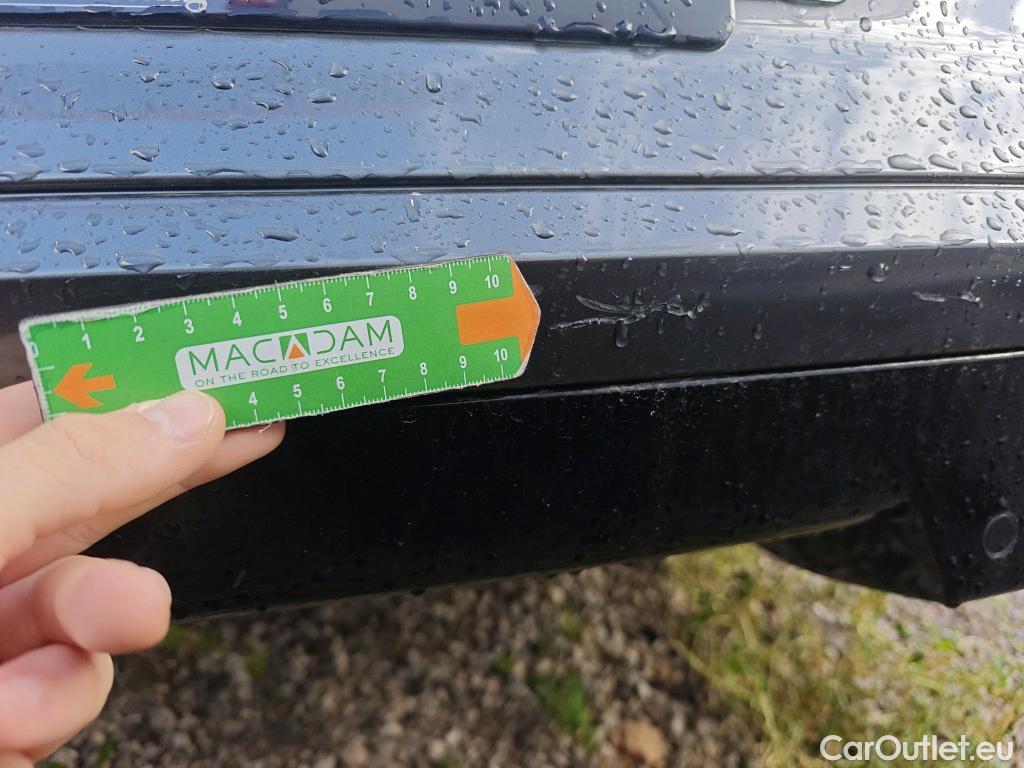 0 1 2 3 4 5 6 7 8 9 10
MACADAM
ON THE ROAD TO EXCELLENCE
4 5 6 7 8 9 10
CarOutlet.eu